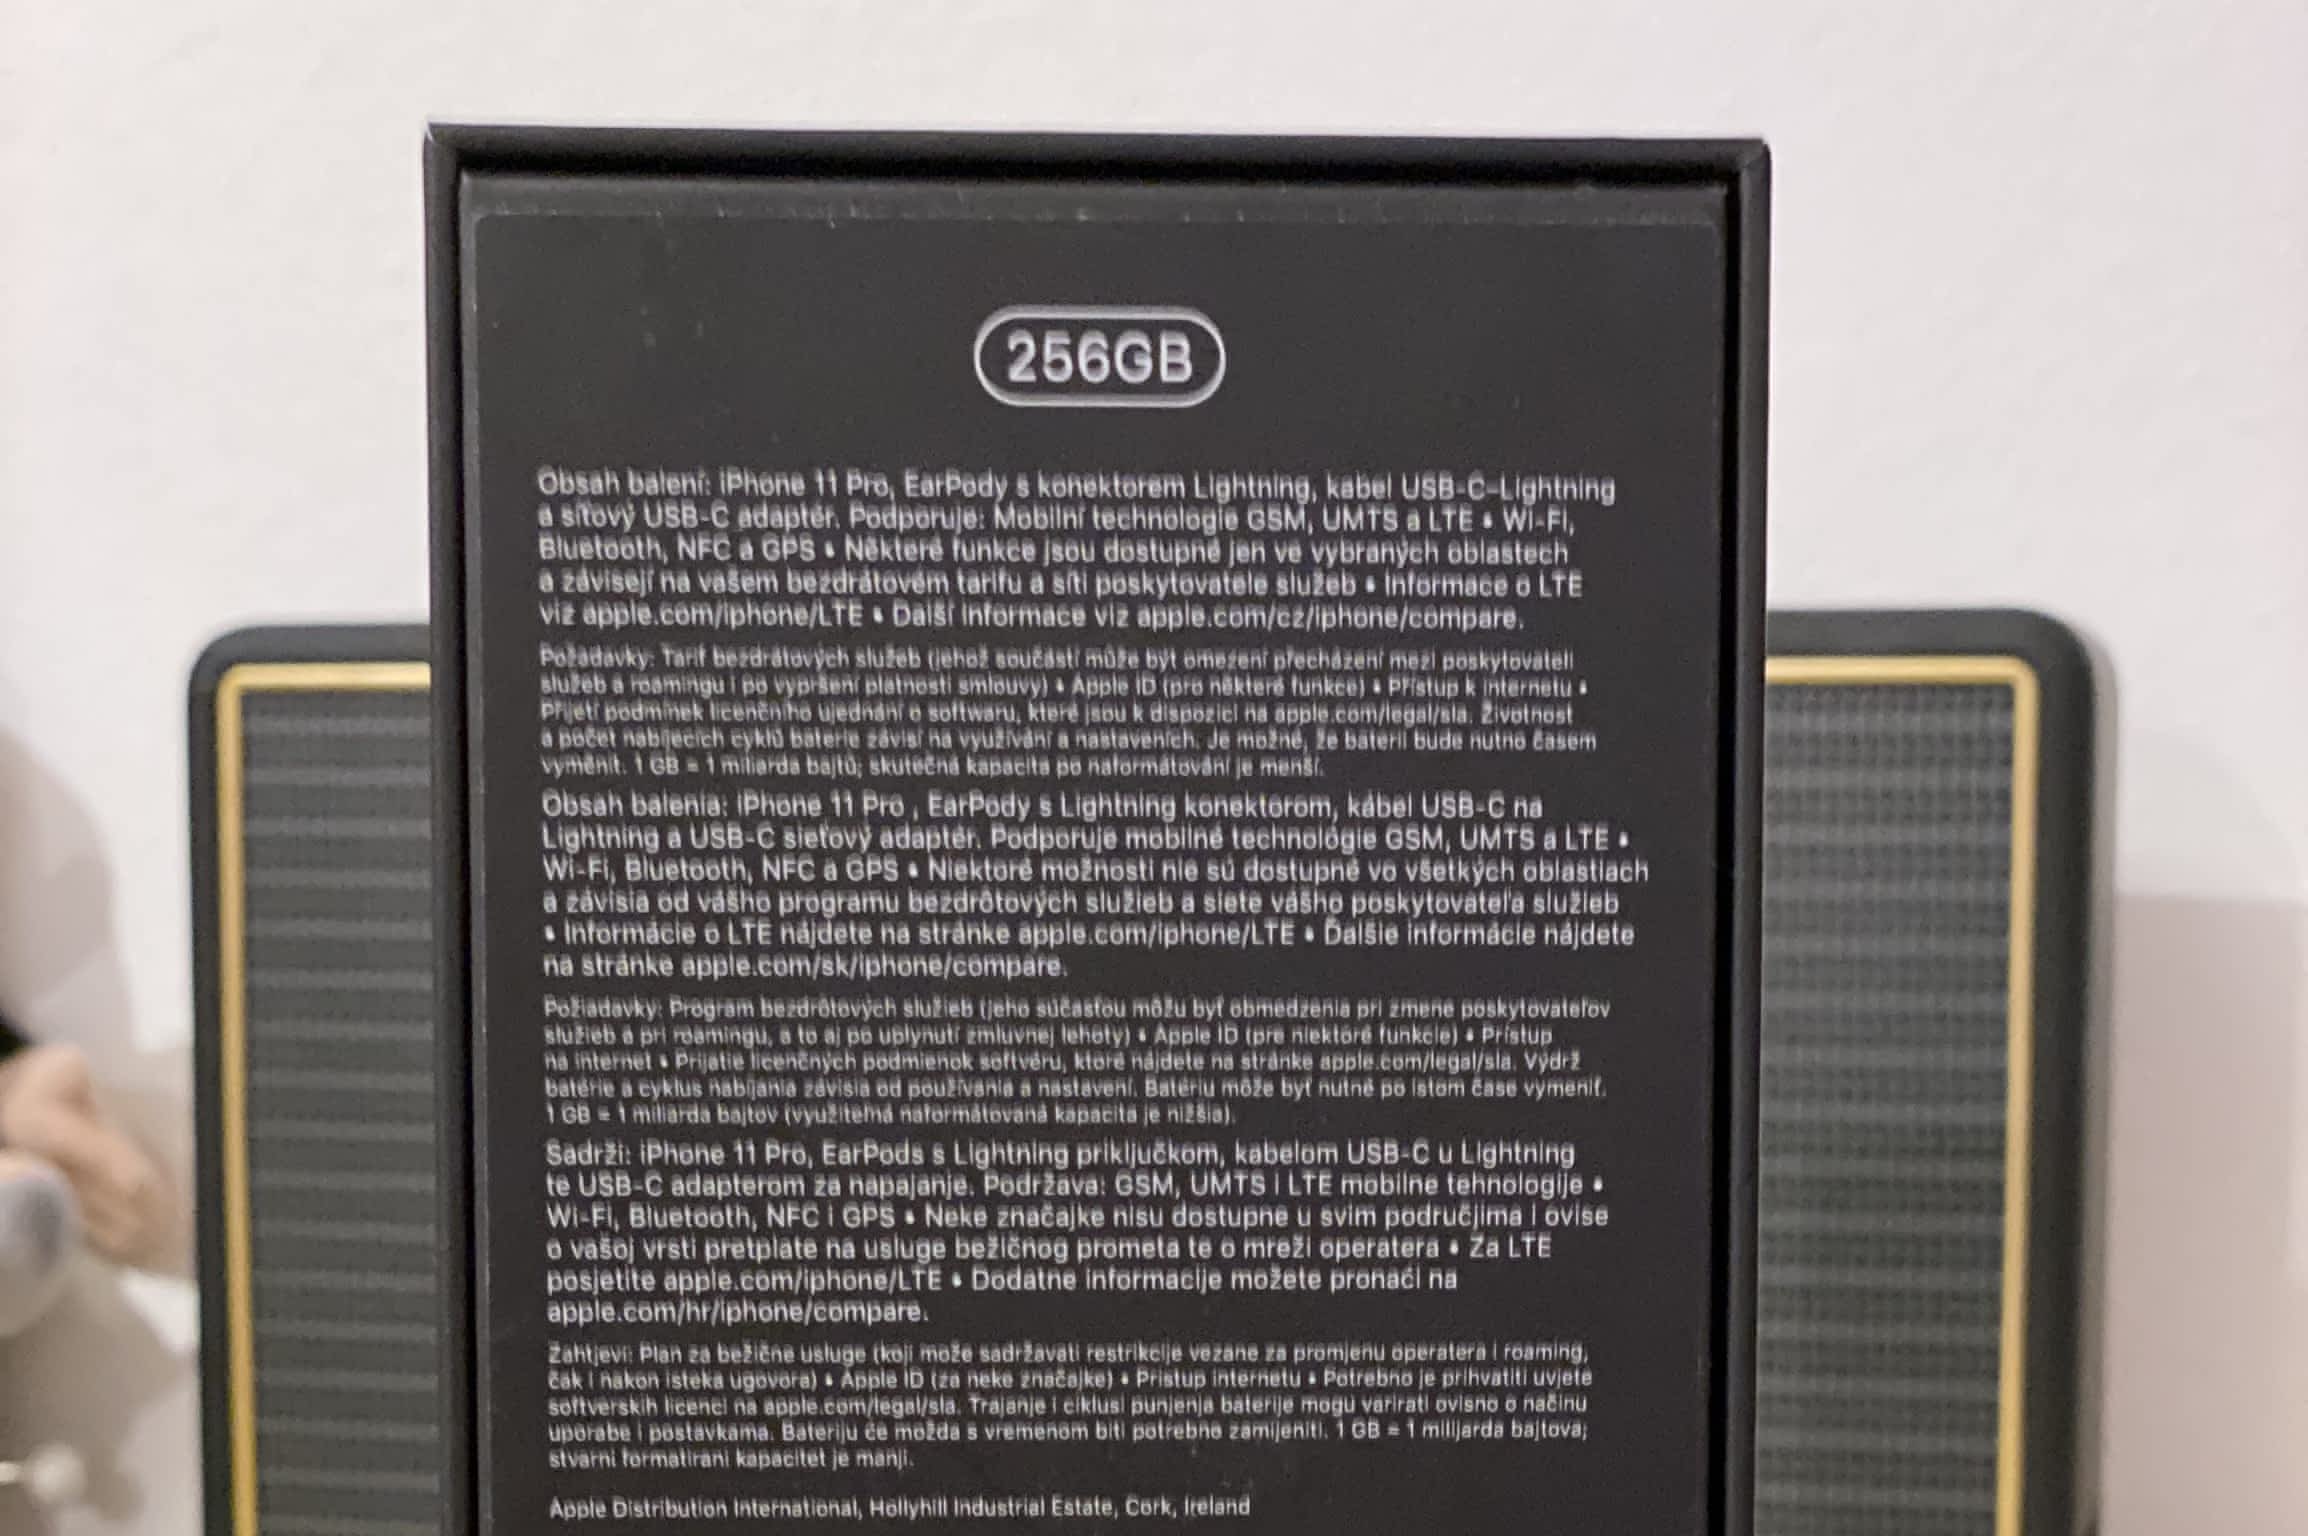 256GB
Obsah balení: iPhone 11 Pro, EarPody s konektorem Lightning, kabel USB-C–Lightning
a síťový USB-C adaptér. Podporuje: Mobilní technologie GSM, UMTS a LTE • Wi-Fi,
Bluetooth, NFC a GPS • Některé funkce jsou dostupné jen ve vybraných oblastech
a závisejí na vašem bezdrátovém tarifu a síti poskytovatele služeb • Informace o LTE
viz apple.com/iphone/LTE • Další informace viz apple.com/cz/iphone/compare.
Požadavky: Tarif bezdrátových služeb (jehož součástí může být omezení přecházení mezi poskytovateli
služeb a roamingu i po vypršení platnosti smlouvy) • Apple ID (pro některé funkce) • Přístup k internetu •
Přijetí podmínek licenčního ujednání o softwaru, které jsou k dispozici na apple.com/legal/sla. Životnost
a počet nabíjecích cyklů baterie závisí na využívání a nastaveních. Je možné, že baterii bude nutno časem
vyměnit. 1 GB = 1 miliarda bajtů; skutečná kapacita po naformátování je menší.
Obsah balenia: iPhone 11 Pro , EarPody s Lightning konektorom, kábel USB-C na
Lightning a USB-C sieťový adaptér. Podporuje mobilné technológie GSM, UMTS a LTE •
Wi-Fi, Bluetooth, NFC a GPS • Niektoré možnosti nie sú dostupné vo všetkých oblastiach
a závisia od vášho programu bezdrôtových služieb a siete vášho poskytovateľa služieb
• Informácie o LTE nájdete na stránke apple.com/iphone/LTE • Ďalšie informácie nájdete
na stránke apple.com/sk/iphone/compare.
Požiadavky: Program bezdrôtových služieb (jeho súčasťou môžu byť obmedzenia pri zmene poskytovateľov
služieb a pri roamingu, a to aj po uplynutí zmluvnej lehoty) • Apple ID (pre niektoré funkcie) • Prístup
na internet • Prijatie licenčných podmienok softvéru, ktoré nájdete na stránke apple.com/legal/sla. Výdrž
batérie a cyklus nabíjania závisia od používania a nastavení. Batériu môže byť nutné po istom čase vymeniť.
1 GB = 1 miliarda bajtov (využiteľná naformátovaná kapacita je nižšia).
Sadrži: iPhone 11 Pro, EarPods s Lightning priključkom, kabelom USB-C u Lightning
te USB-C adapterom za napajanje. Podržava: GSM, UMTS i LTE mobilne tehnologije •
Wi-Fi, Bluetooth, NFC i GPS • Neke značajke nisu dostupne u svim područjima i ovise
o vašoj vrsti pretplate na usluge bežičnog prometa te o mreži operatera • Za LTE
posjetite apple.com/iphone/LTE • Dodatne informacije možete pronaći na
apple.com/hr/iphone/compare.
Zahtjevi: Plan za bežične usluge (koji može sadržavati restrikcije vezane za promjenu operatera i roaming,
čak i nakon isteka ugovora) • Apple ID (za neke značajke) • Pristup internetu • Potrebno je prihvatiti uvjete
softverskih licenci na apple.com/legal/sla. Trajanje i ciklusi punjenja baterije mogu varirati ovisno o načinu
uporabe i postavkama. Bateriju će možda s vremenom biti potrebno zamijeniti. 1 GB = 1 milijarda bajtova;
stvarni formatirani kapacitet je manji.
Apple Distribution International, Hollyhill Industrial Estate, Cork, Ireland